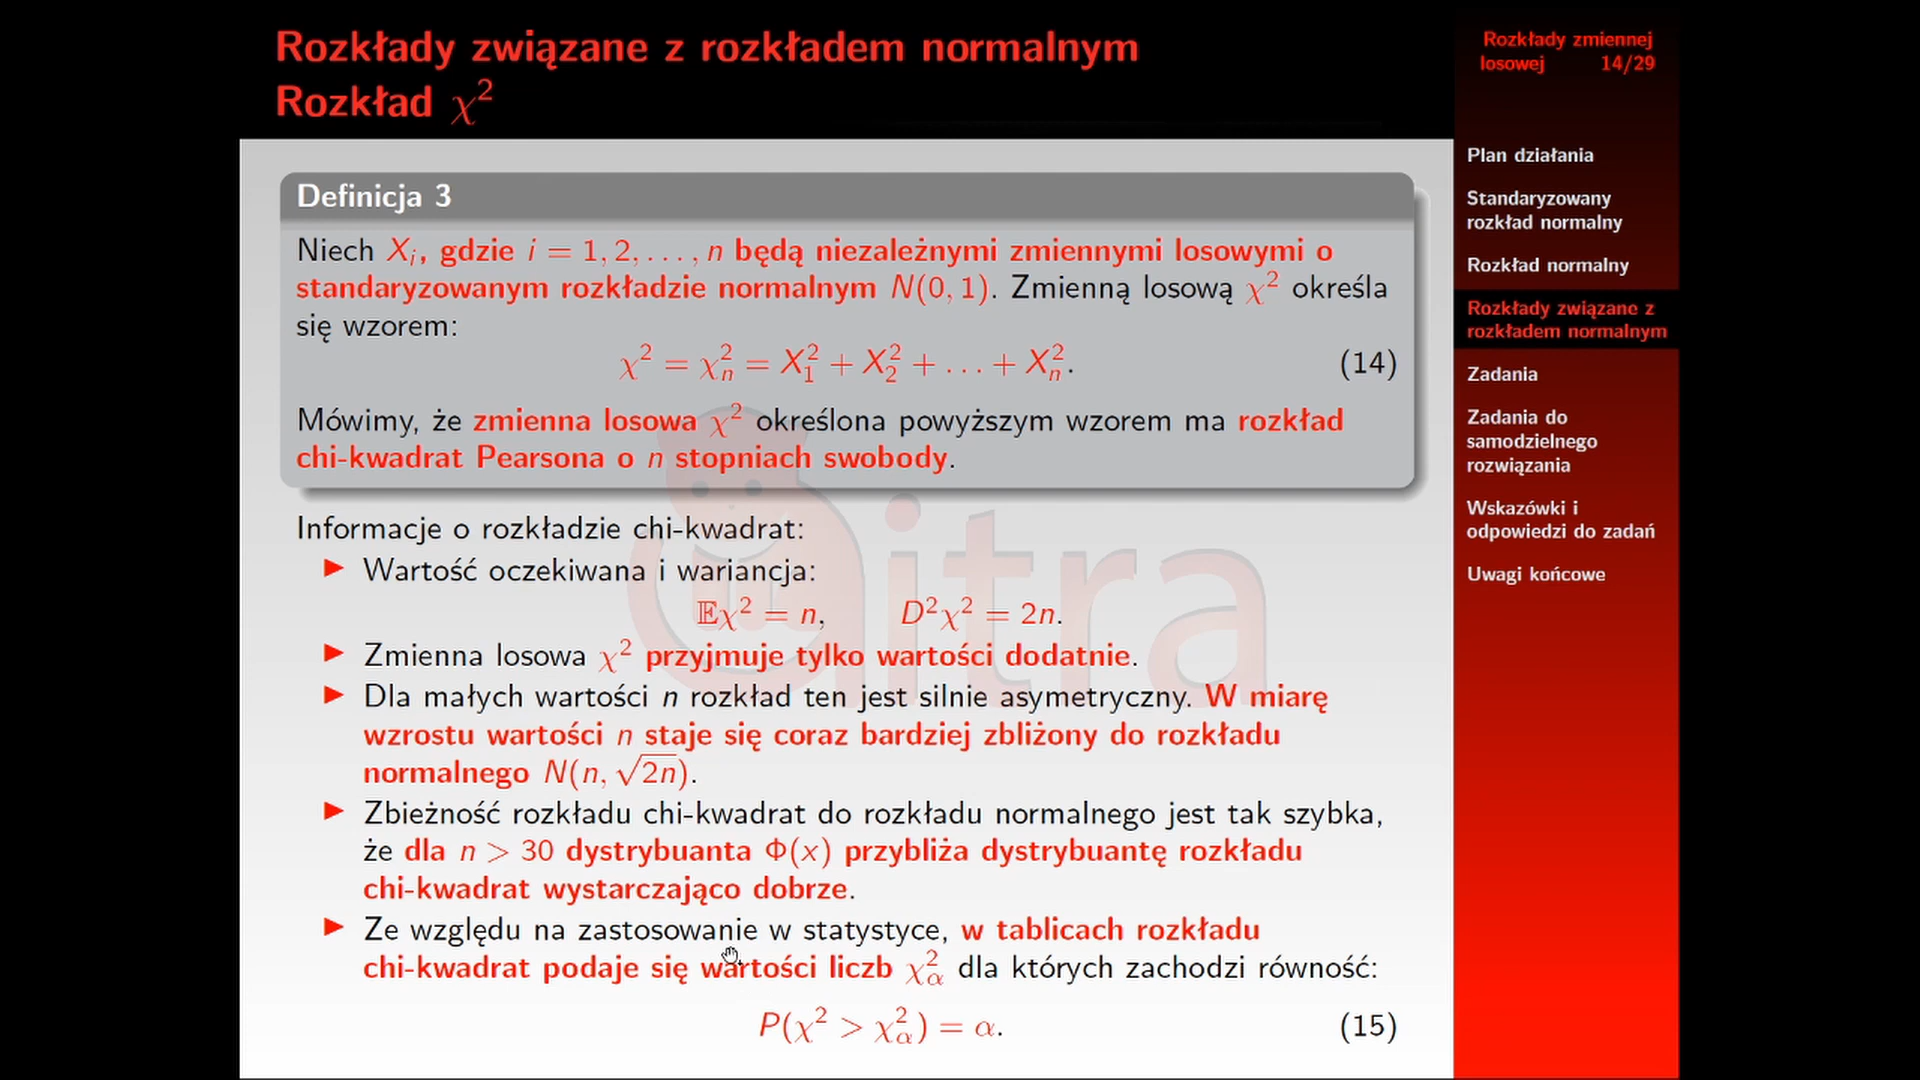 Rozkłady związane z rozkładem normalnym
Rozkład χ²
Definicja 3
Niech Xᵢ, gdzie i = 1, 2, . . . , n będą niezależnymi zmiennymi losowymi o
standaryzowanym rozkładzie normalnym N(0, 1). Zmienną losową χ² określa
się wzorem:
χ² = χₙ² = X₁² + X₂² + . . . + Xₙ². (14)
Mówimy, że zmienna losowa χ² określona powyższym wzorem ma rozkład
chi-kwadrat Pearsona o n stopniach swobody.
Informacje o rozkładzie chi-kwadrat:
▶ Wartość oczekiwana i wariancja:
𝔼χ² = n, D²χ² = 2n.
▶ Zmienna losowa χ² przyjmuje tylko wartości dodatnie.
▶ Dla małych wartości n rozkład ten jest silnie asymetryczny. W miarę
wzrostu wartości n staje się coraz bardziej zbliżony do rozkładu
normalnego N(n, √2n).
▶ Zbieżność rozkładu chi-kwadrat do rozkładu normalnego jest tak szybka,
że dla n > 30 dystrybuanta Φ(x) przybliża dystrybuantę rozkładu
chi-kwadrat wystarczająco dobrze.
▶ Ze względu na zastosowanie w statystyce, w tablicach rozkładu
chi-kwadrat podaje się wartości liczb χ²α dla których zachodzi równość:
P(χ² > χ²α) = α. (15)
itra
Rozkłady zmiennej
losowej 14/29
Plan działania
Standaryzowany
rozkład normalny
Rozkład normalny
Rozkłady związane z
rozkładem normalnym
Zadania
Zadania do
samodzielnego
rozwiązania
Wskazówki i
odpowiedzi do zadań
Uwagi końcowe